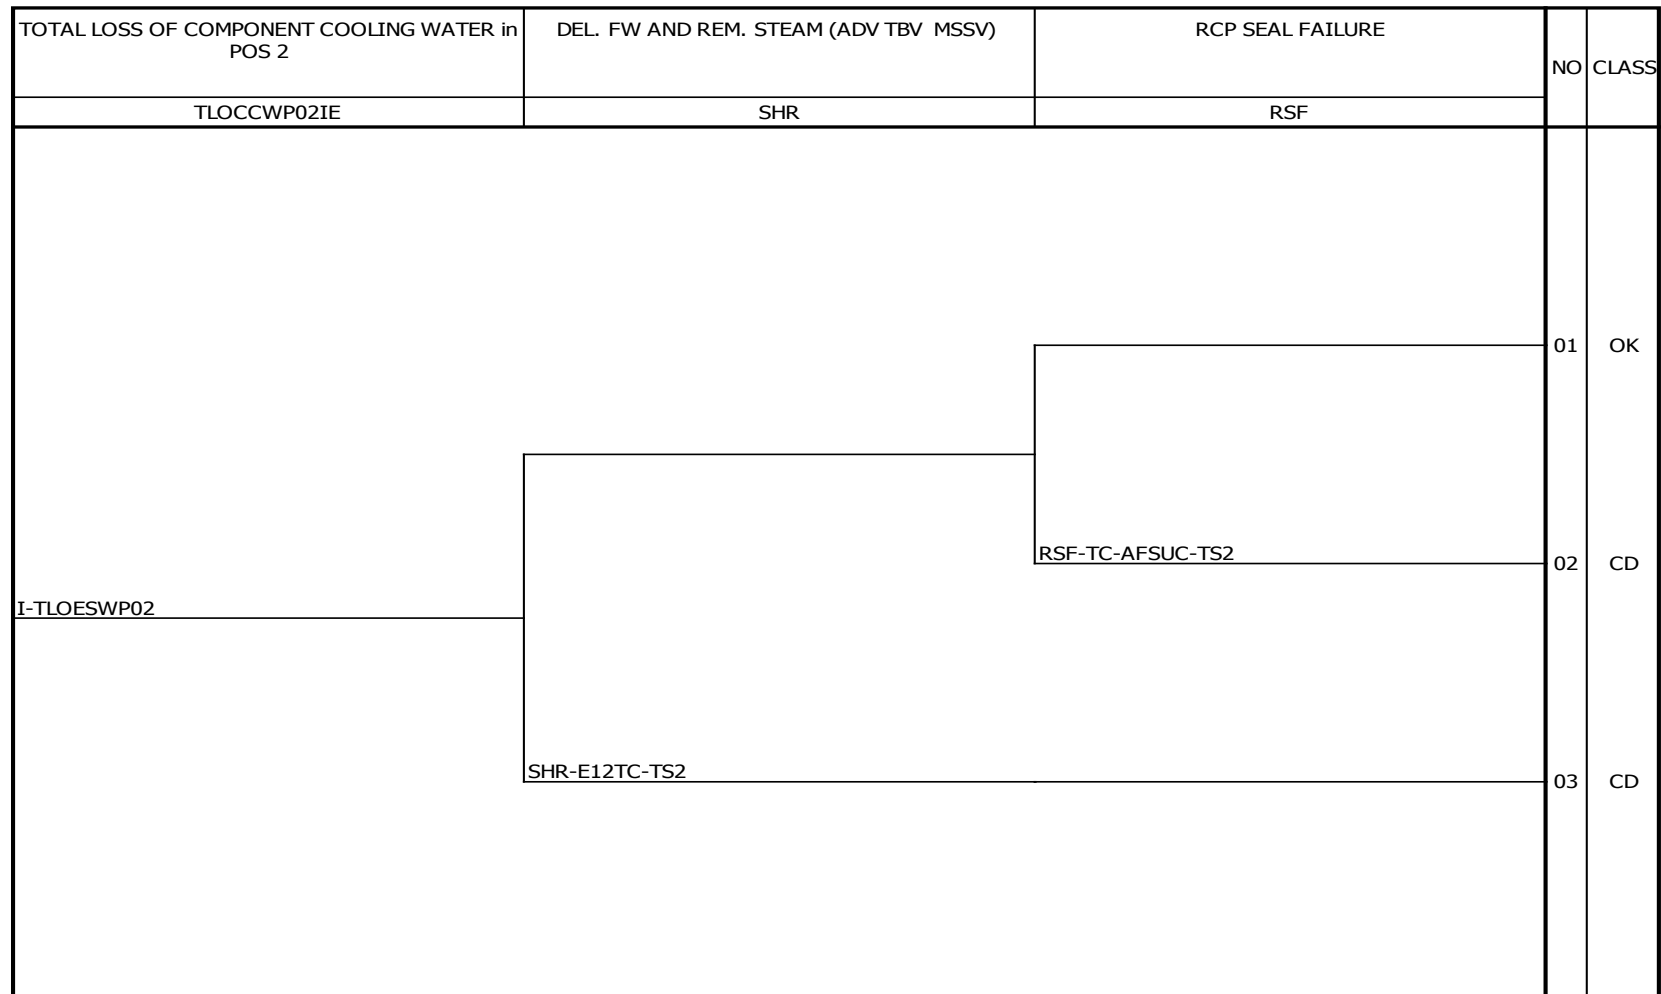 TOTAL LOSS OF COMPONENT COOLING WATER in
POS 2
DEL. FW AND REM. STEAM (ADV TBV MSSV)
RCP SEAL FAILURE
NO
CLASS
TLOCCWP02IE
SHR
RSF
01
OK
RSF-TC-AFSUC-TS2
02
CD
I-TLOESWP02
SHR-E12TC-TS2
03
CD